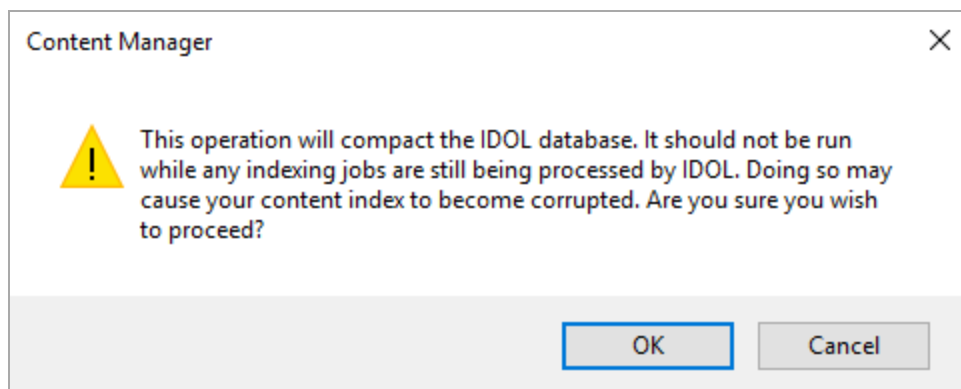 Content Manager
This operation will compact the IDOL database. It should not be run
while any indexing jobs are still being processed by IDOL. Doing so may
cause your content index to become corrupted. Are you sure you wish
to proceed?
OK
Cancel